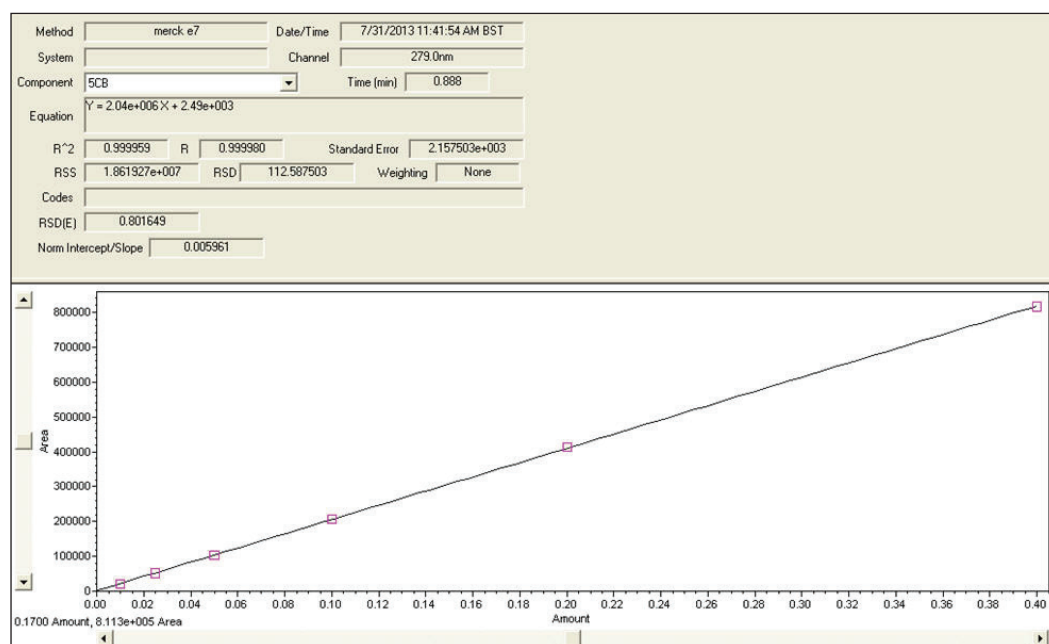 Method merck e7 Date/Time 7/31/2013 11:41:54 AM BST
System Channel 279.0nm
Component 5CB Time (min) 0.888
Equation Y = 2.04e+006 X + 2.49e+003
R^2 0.999959 R 0.999980 Standard Error 2.157503e+003
RSS 1.861927e+007 RSD 112.587503 Weighting None
Codes
RSD(E) 0.801649
Norm Intercept/Slope 0.005961
800000
700000
600000
500000
Area
400000
300000
200000
100000
0
0.00 0.02 0.04 0.06 0.08 0.10 0.12 0.14 0.16 0.18 0.20 0.22 0.24 0.26 0.28 0.30 0.32 0.34 0.36 0.38 0.40
Amount
0.1700 Amount, 8.113e+005 Area